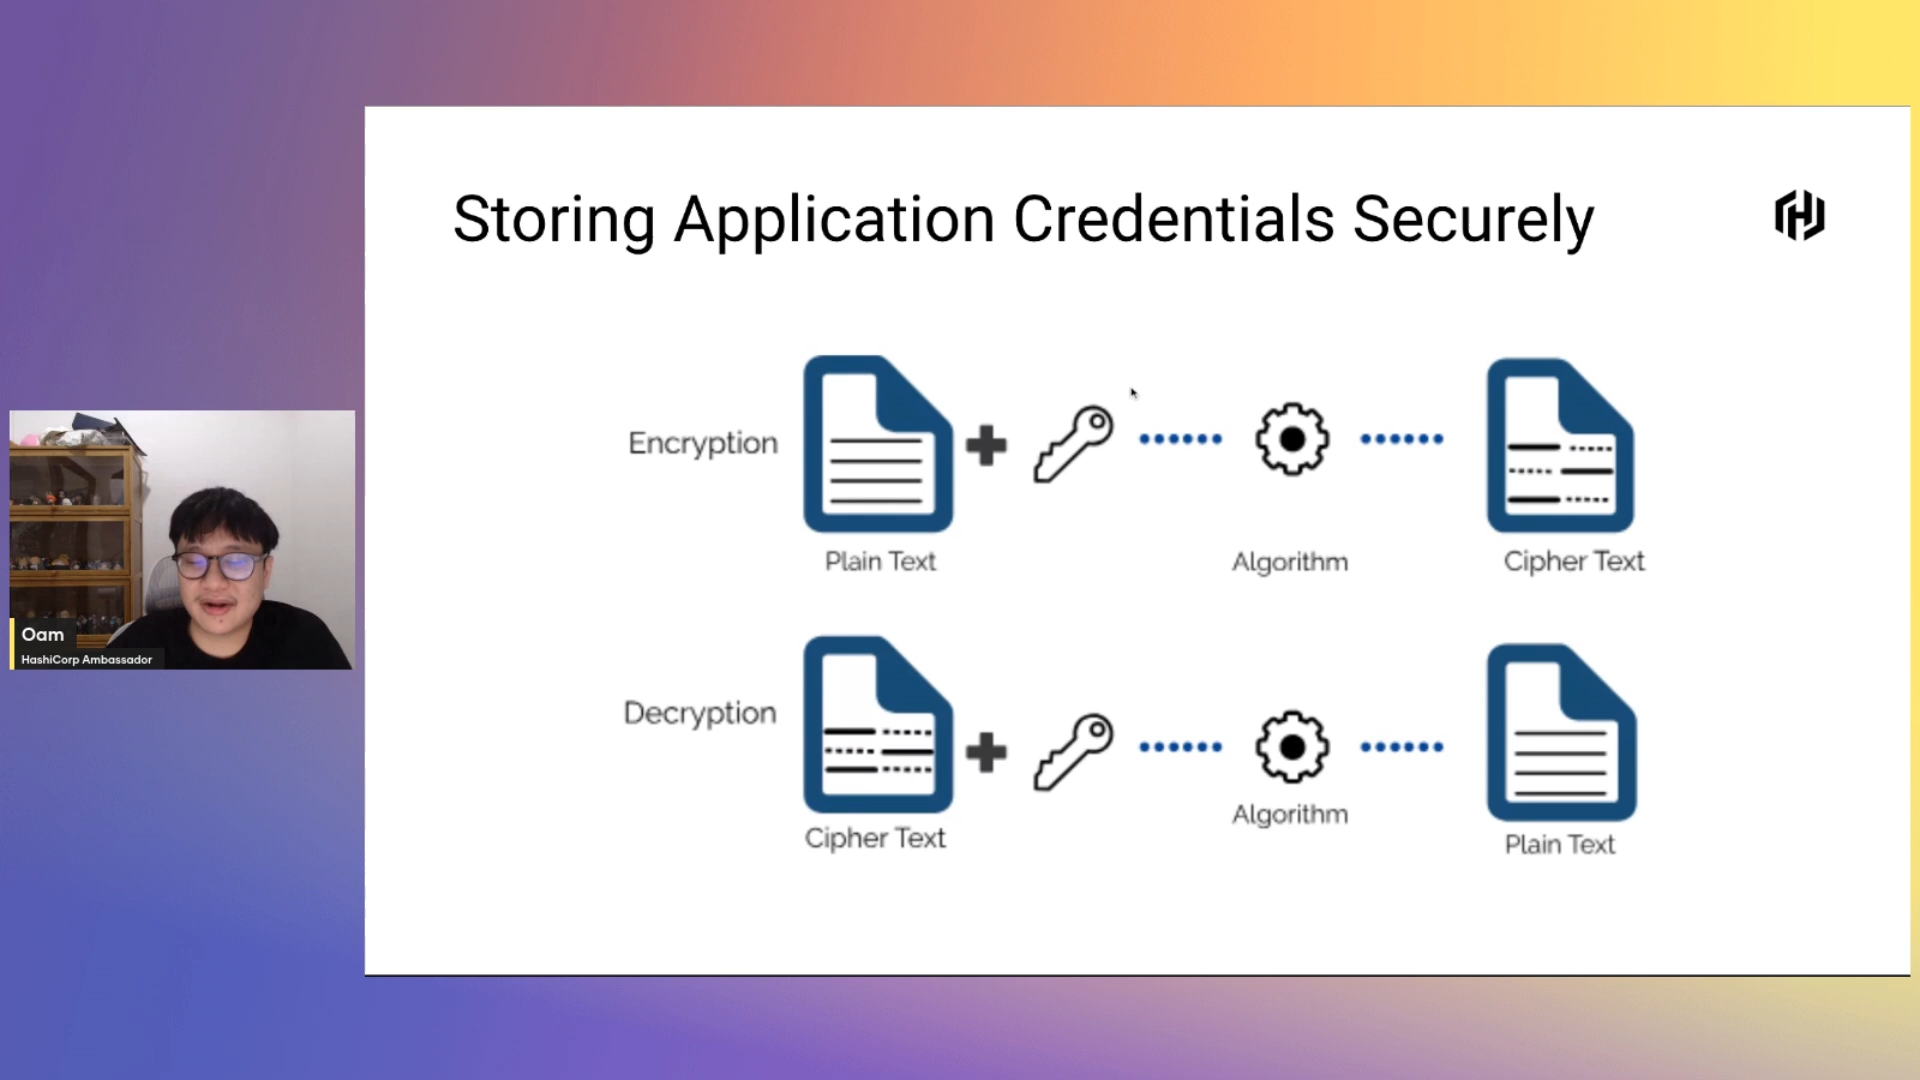 Storing Application Credentials Securely
Encryption
Plain Text
Algorithm
Cipher Text
Decryption
Cipher Text
Algorithm
Plain Text
Oam
HashiCorp Ambassador